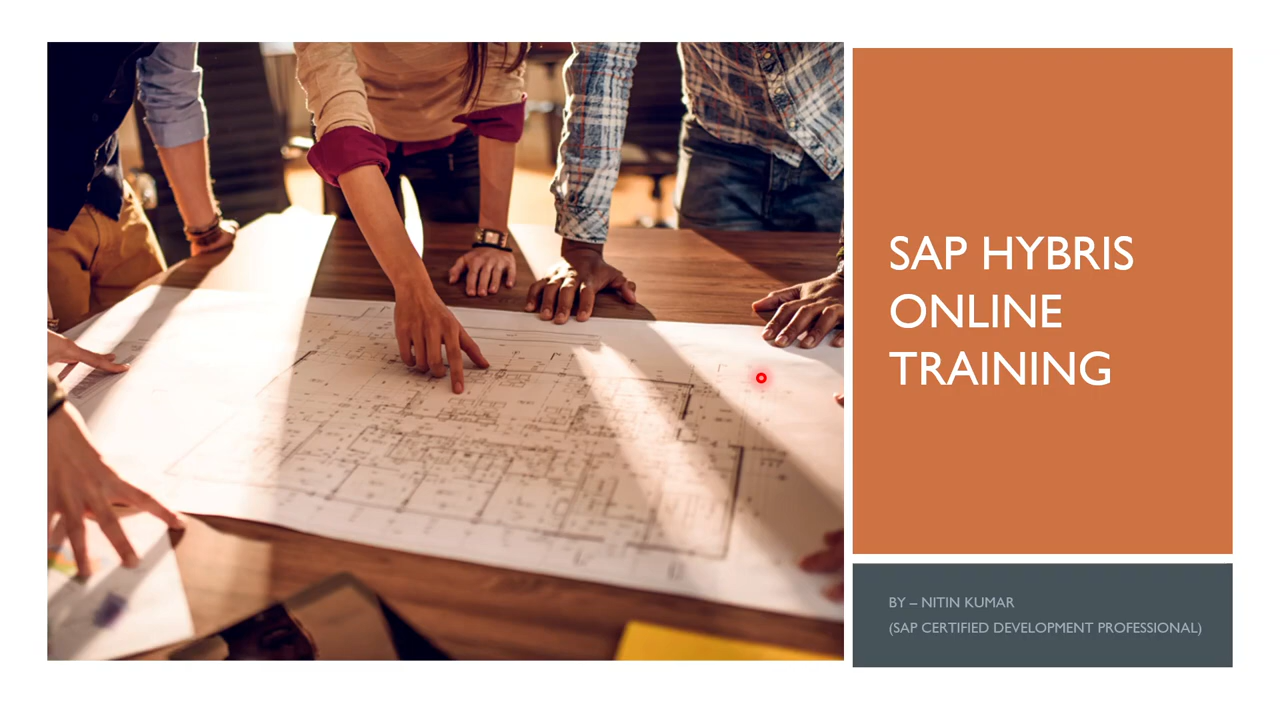 SAP HYBRIS
ONLINE
TRAINING
BY – NITIN KUMAR
(SAP CERTIFIED DEVELOPMENT PROFESSIONAL)